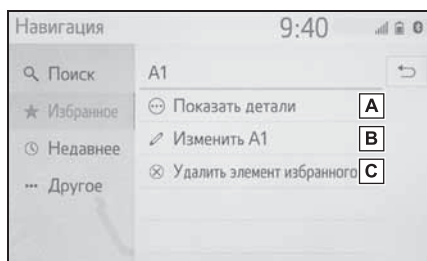 Навигация 9:40
Поиск
Избранное
Недавнее
Другое
A1
Показать детали A
Изменить A1 B
Удалить элемент избранного C